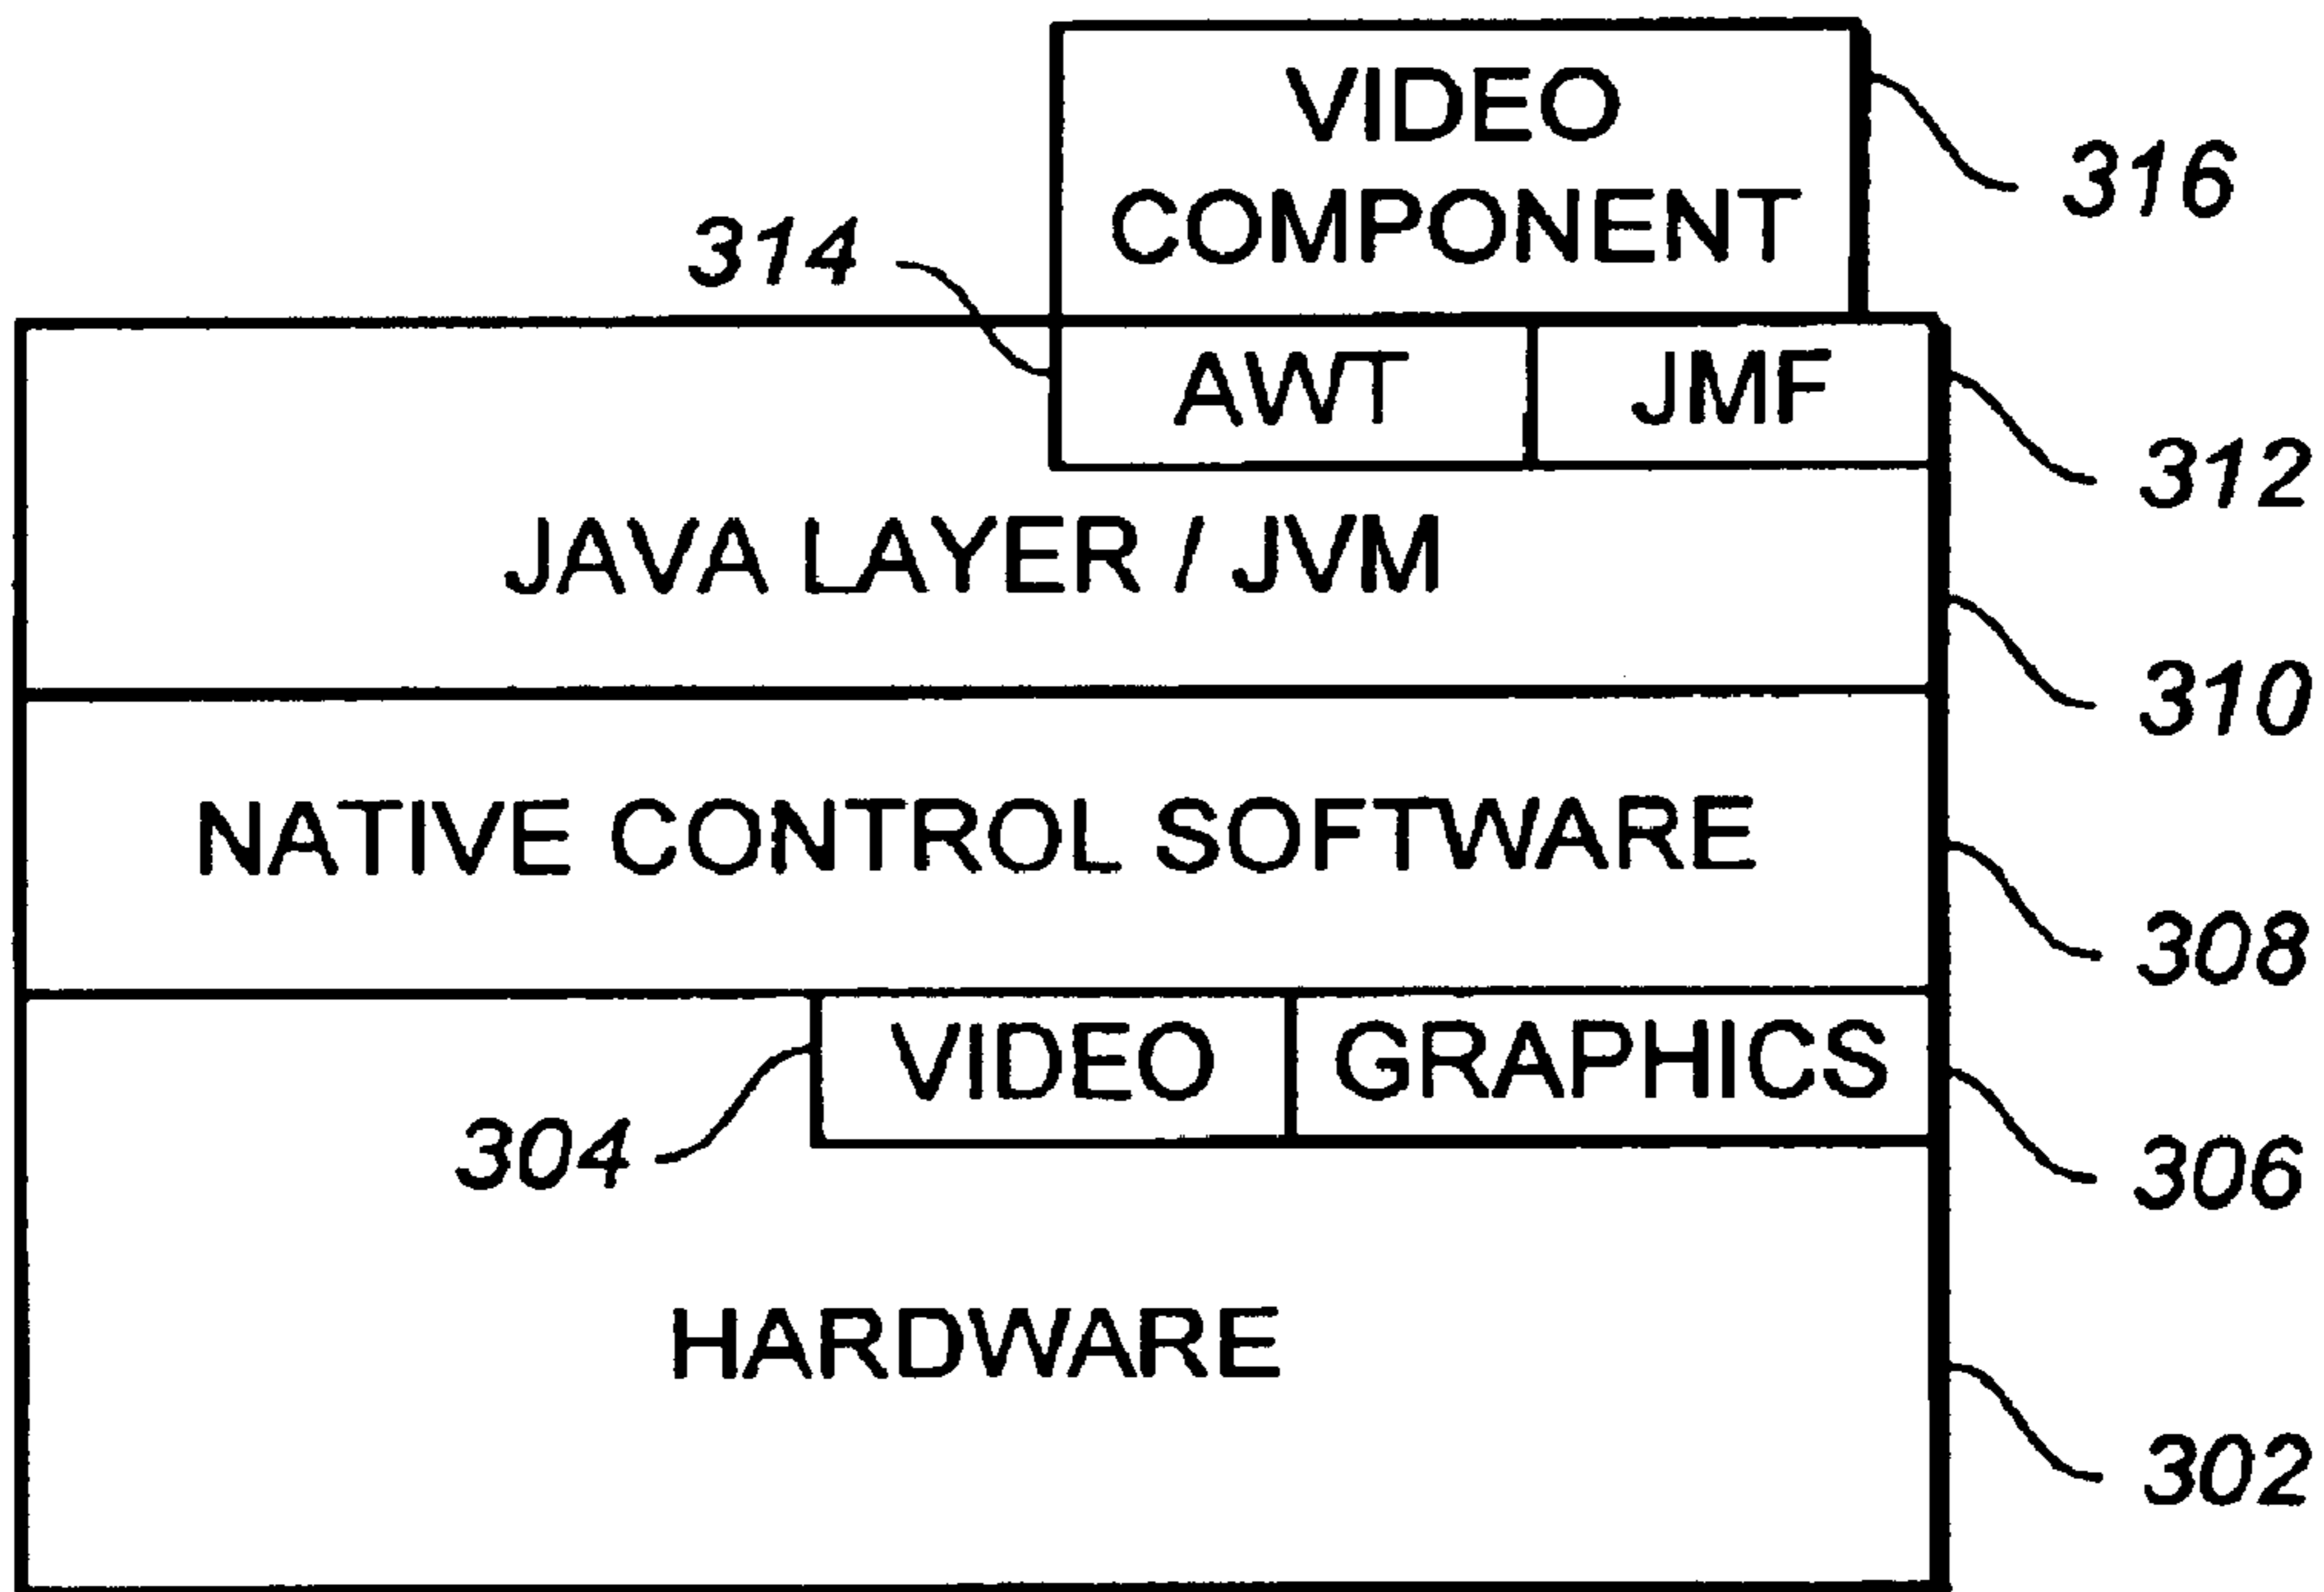 VIDEO
COMPONENT
316
314
AWT
JMF
312
JAVA LAYER / JVM
310
NATIVE CONTROL SOFTWARE
308
VIDEO
GRAPHICS
304
306
HARDWARE
302